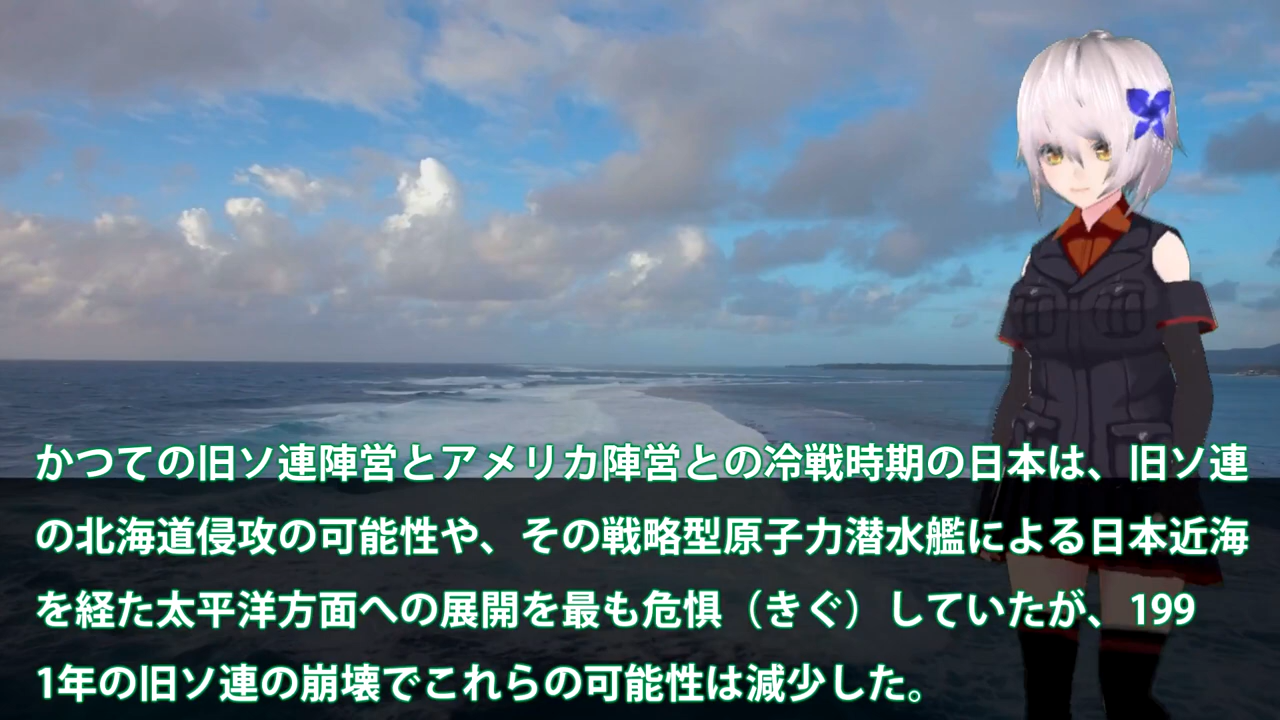 かつての旧ソ連陣営とアメリカ陣営との冷戦時期の日本は、旧ソ連
の北海道侵攻の可能性や、その戦略型原子力潜水艦による日本近海
を経た太平洋方面への展開を最も危惧（きぐ）していたが、199
1年の旧ソ連の崩壊でこれらの可能性は減少した。